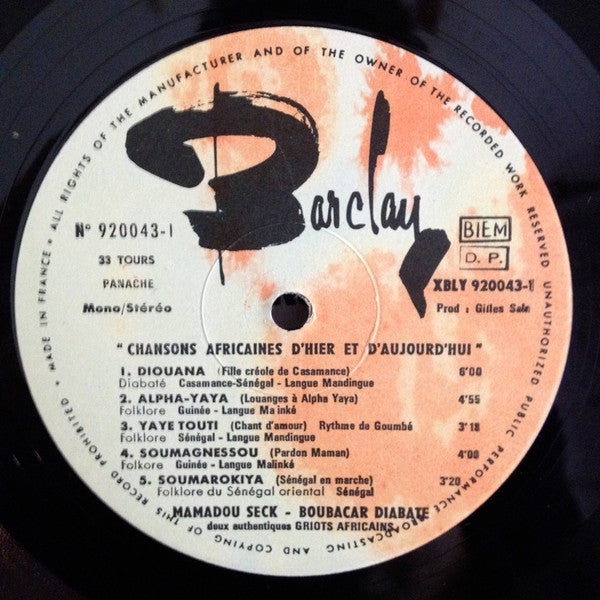 MADE IN FRANCE • ALL RIGHTS OF THE MANUFACTURER AND OF THE OWNER OF THE RECORDED WORK RESERVED
UNAUTHORIZED PUBLIC PERFORMANCE BROADCASTING AND COPYING OF THIS RECORD PROHIBITED •
Barclay
N° 920043-I
BIEM
D. P.
33 TOURS
PANACHE
XBLY 920043-1
Mono/Stéréo
Prod : Gilles Sala
" CHANSONS AFRICAINES D'HIER ET D'AUJOURD'HUI "
1. DIOUANA (Fille créole de Casamance) 6'00
Diabaté Casamance-Sénégal - Langue Mandingue
2. ALPHA-YAYA (Louanges à Alpha Yaya) 4'55
Folklore Guinée - Langue Ma inké
3. YAYE TOUTI (Chant d'amour) Rythme de Goumbé 3'18
Folklore Sénégal - Langue Mandingue
4. SOUMAGNESSOU (Pardon Maman) 4'00
Folkore Guinée - Langue Malinké
5. SOUMAROKIYA (Sénégal en marche) 3'20
Folklore du Sénégal oriental Sénégal
MAMADOU SECK - BOUBACAR DIABATE
deux authentiques GRIOTS AFRICAINS